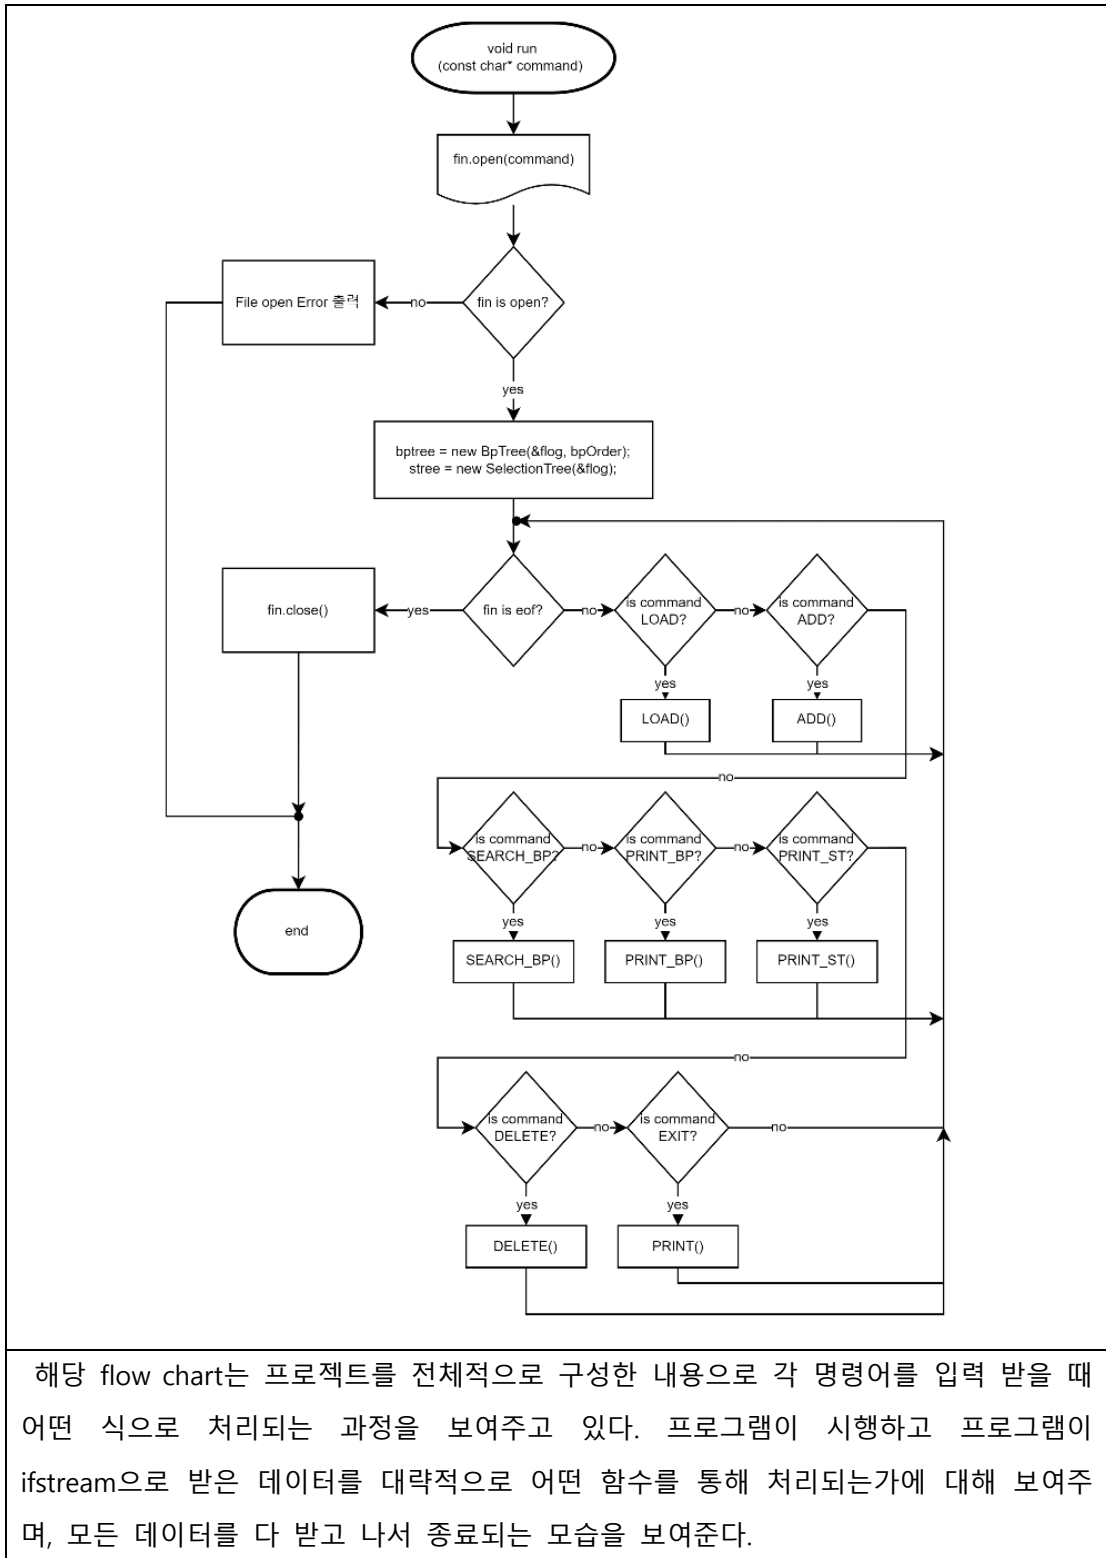 void run
(const char* command)
fin.open(command)
File open Error 출력
no
fin is open?
yes
bptree = new BpTree(&flog, bpOrder);
stree = new SelectionTree(&flog);
fin.close()
yes
fin is eof?
no
is command
LOAD?
no
is command
ADD?
yes
yes
LOAD()
ADD()
no
is command
SEARCH_BP?
no
is command
PRINT_BP?
no
is command
PRINT_ST?
yes
yes
yes
end
SEARCH_BP()
PRINT_BP()
PRINT_ST()
no
is command
DELETE?
no
is command
EXIT?
no
yes
yes
DELETE()
PRINT()
해당 flow chart는 프로젝트를 전체적으로 구성한 내용으로 각 명령어를 입력 받을 때
어떤 식으로 처리되는 과정을 보여주고 있다. 프로그램이 시행하고 프로그램이
ifstream으로 받은 데이터를 대략적으로 어떤 함수를 통해 처리되는가에 대해 보여주
며, 모든 데이터를 다 받고 나서 종료되는 모습을 보여준다.